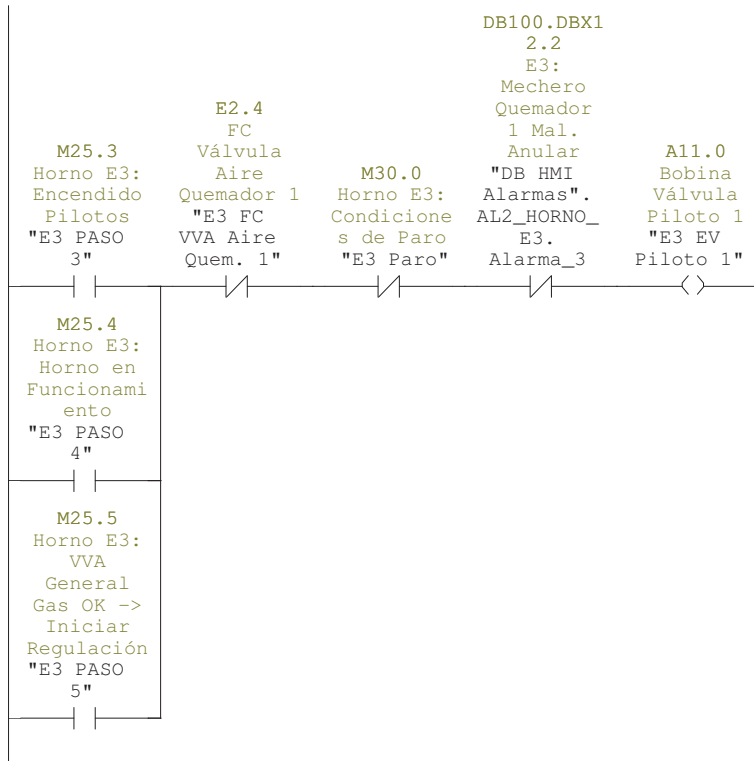 M25.3
Horno E3:
Encendido
Pilotos
"E3 PASO
3"
E2.4
FC
Válvula
Aire
Quemador 1
"E3 FC
VVA Aire
Quem. 1"
M30.0
Horno E3:
Condicione
s de Paro
"E3 Paro"
DB100.DBX1
2.2
E3:
Mechero
Quemador
1 Mal.
Anular
"DB HMI
Alarmas".
AL2_HORNO_
E3.
Alarma_3
A11.0
Bobina
Válvula
Piloto 1
"E3 EV
Piloto 1"
M25.4
Horno E3:
Horno en
Funcionami
ento
"E3 PASO
4"
M25.5
Horno E3:
VVA
General
Gas OK ->
Iniciar
Regulación
"E3 PASO
5"